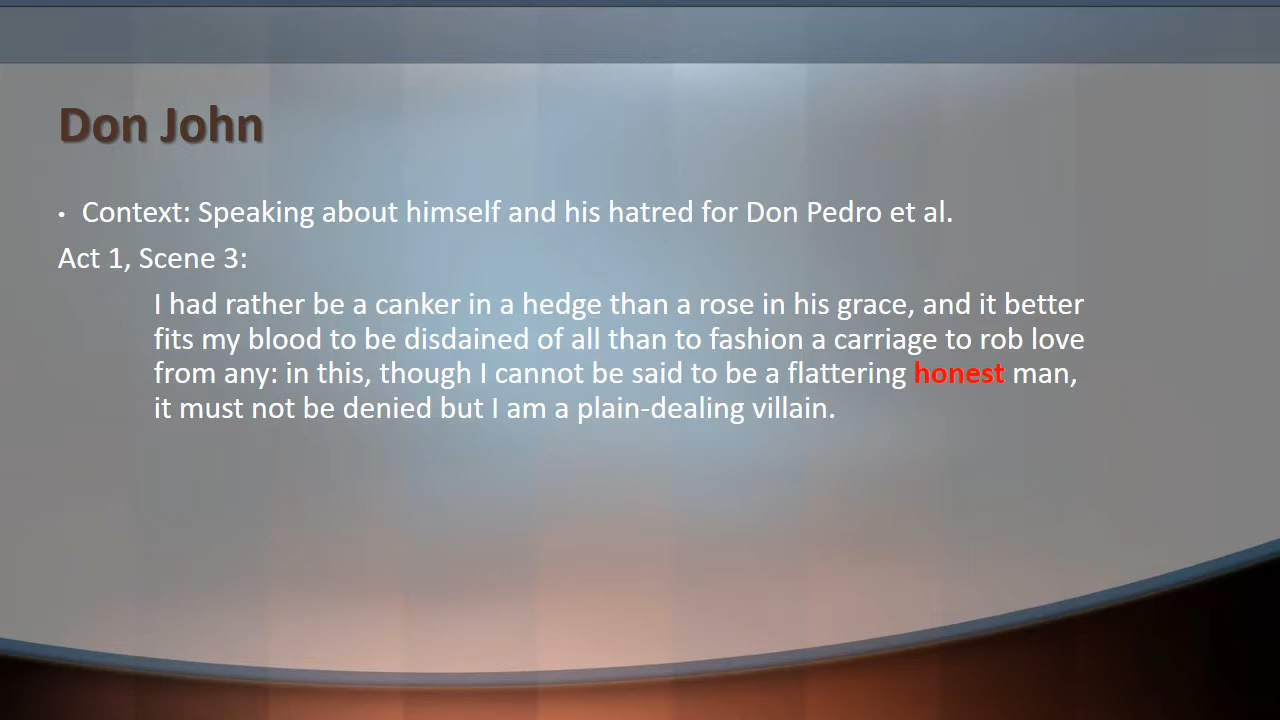 Don John
• Context: Speaking about himself and his hatred for Don Pedro et al.
Act 1, Scene 3:
I had rather be a canker in a hedge than a rose in his grace, and it better
fits my blood to be disdained of all than to fashion a carriage to rob love
from any: in this, though I cannot be said to be a flattering honest man,
it must not be denied but I am a plain-dealing villain.